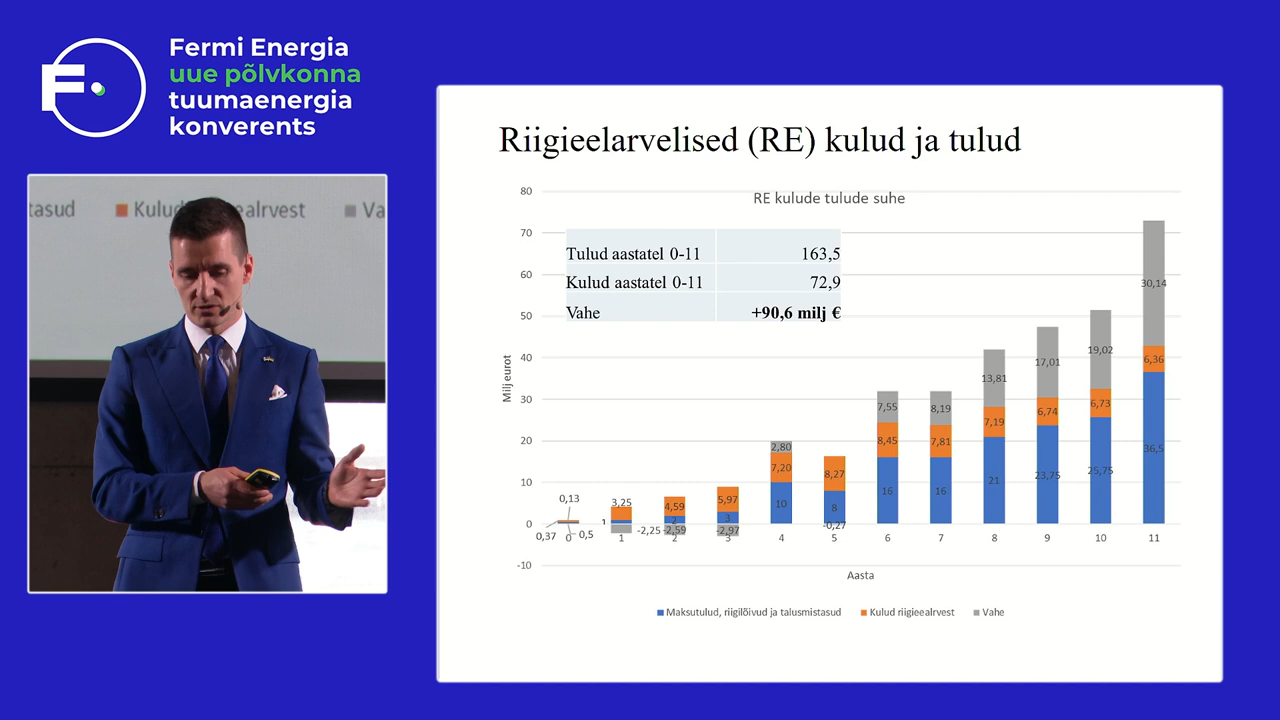 Fermi Energia
uue põlvkonna
tuumaenergia
konverents
tasud
Kulud
ealrvest
Va
Riigieelarvelised (RE) kulud ja tulud
RE kulude tulude suhe
Tulud aastatel 0-11 163,5
Kulud aastatel 0-11 72,9
Vahe +90,6 milj €
Milj eurot
80
70
60
50
40
30
20
10
0
-10
0,13
0,37
0,5
3,25
1
-2,25
4,59
2
-2,59
5,97
3
-2,97
2,80
7,20
10
8,27
8
-0,27
7,55
8,45
16
8,19
7,81
16
13,81
7,19
21
17,01
6,74
23,75
19,02
6,73
25,75
30,14
6,36
36,5
0 1 2 3 4 5 6 7 8 9 10 11
Aasta
Maksutulud, riigilõivud ja talusmistasud Kulud riigieealrvest Vahe